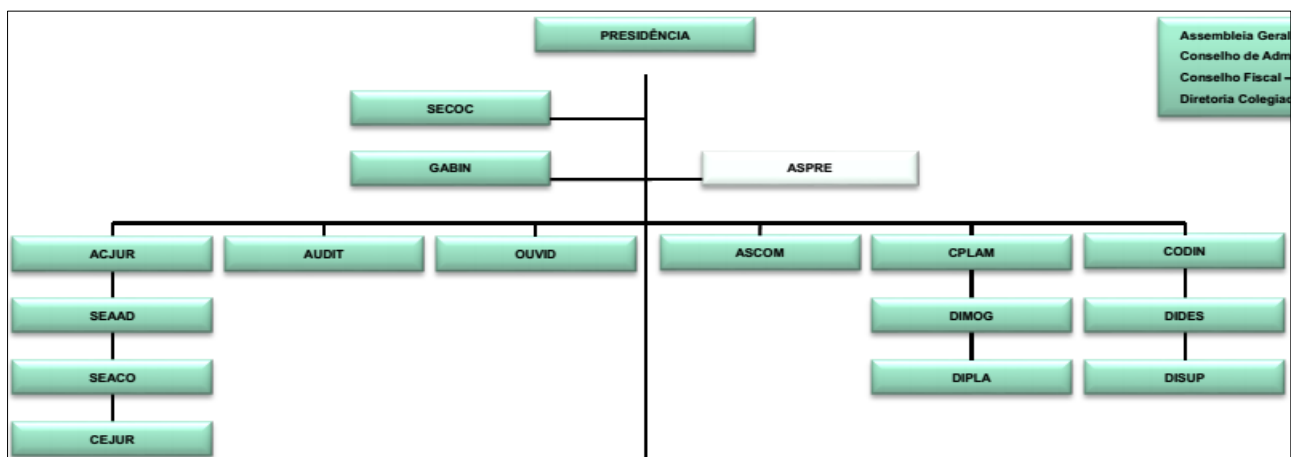 PRESIDÊNCIA
Assembleia Geral
Conselho de Adm
Conselho Fiscal –
Diretoria Colegiad
SECOC
GABIN
ASPRE
ACJUR
AUDIT
OUVID
ASCOM
CPLAM
CODIN
SEAAD
DIMOG
DIDES
SEACO
DIPLA
DISUP
CEJUR